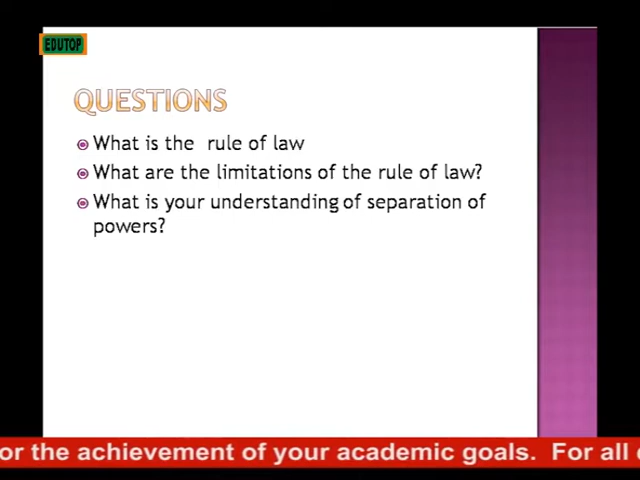 EDUTOP
QUESTIONS
What is the rule of law
What are the limitations of the rule of law?
What is your understanding of separation of
powers?
or the achievement of your academic goals. For all